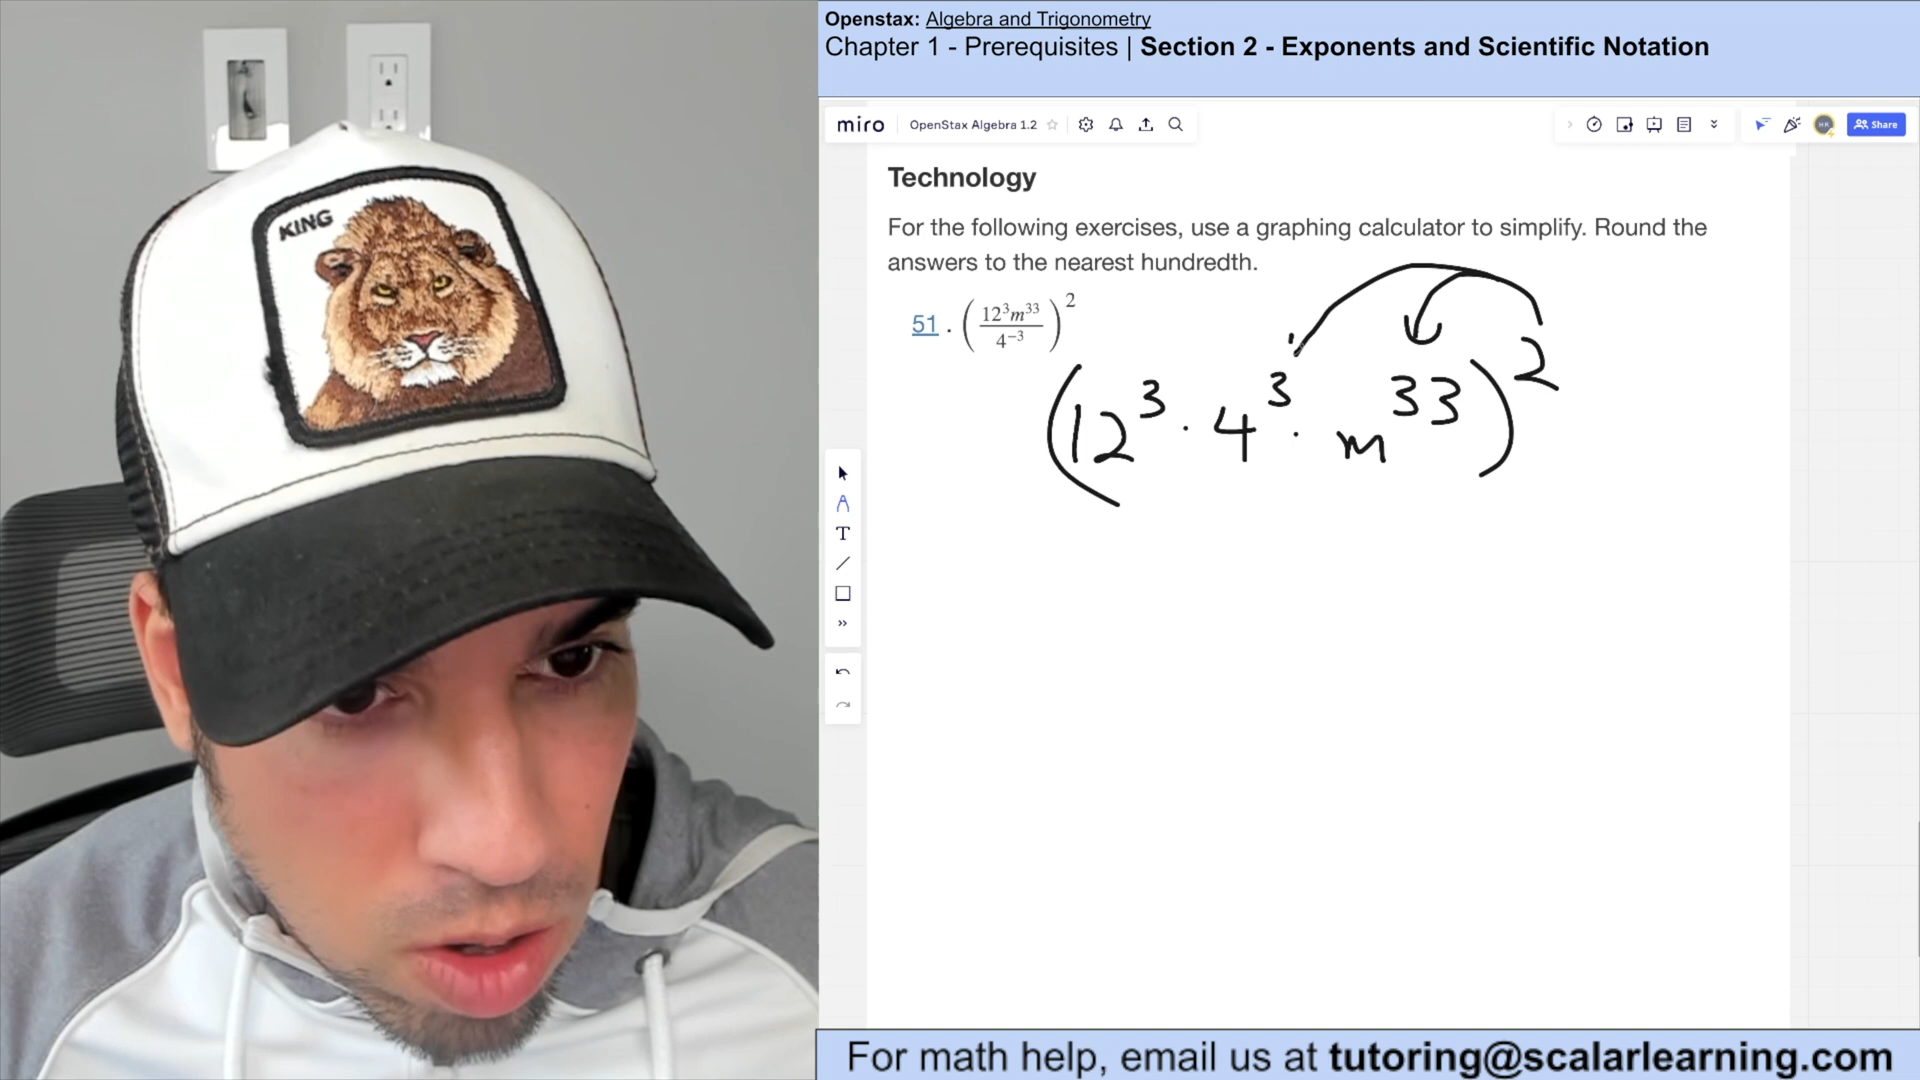 KING
Openstax: Algebra and Trigonometry
Chapter 1 - Prerequisites | Section 2 - Exponents and Scientific Notation
miro OpenStax Algebra 1.2 Share
Technology
For the following exercises, use a graphing calculator to simplify. Round the
answers to the nearest hundredth.
51. (12³m³³/4⁻³)²
(12³ · 4³ · m³³)²
T
For math help, email us at tutoring@scalarlearning.com